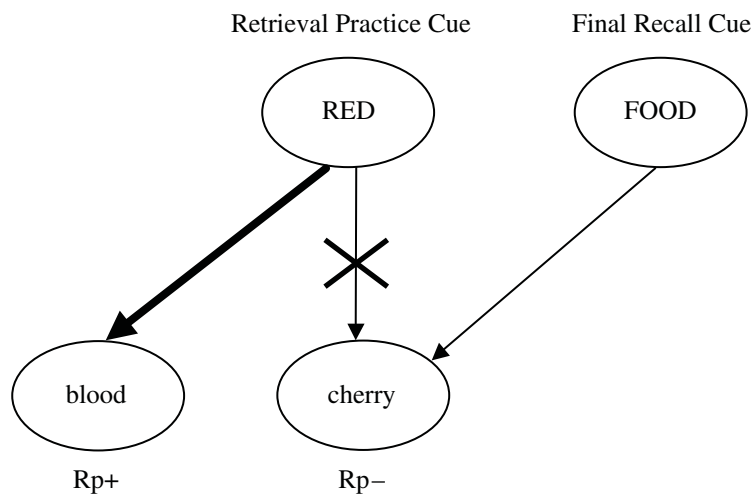 Retrieval Practice Cue
Final Recall Cue
RED
FOOD
blood
cherry
Rp+
Rp–